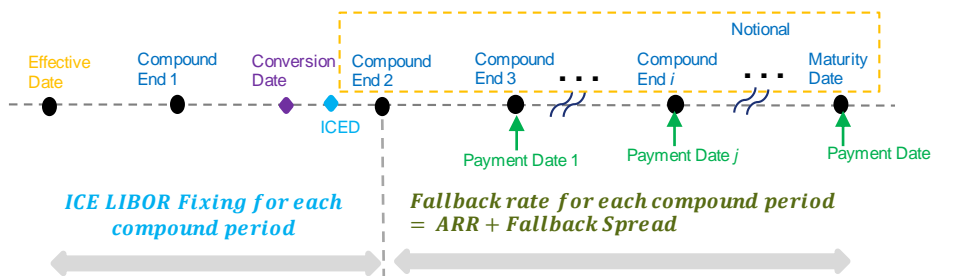 Notional
Effective
Date
Compound
End 1
Conversion
Date
Compound
End 2
Compound
End 3
...
Compound
End i
...
Maturity
Date
ICED
Payment Date 1
Payment Date j
Payment Date
ICE LIBOR Fixing for each
compound period
Fallback rate for each compound period
= ARR + Fallback Spread